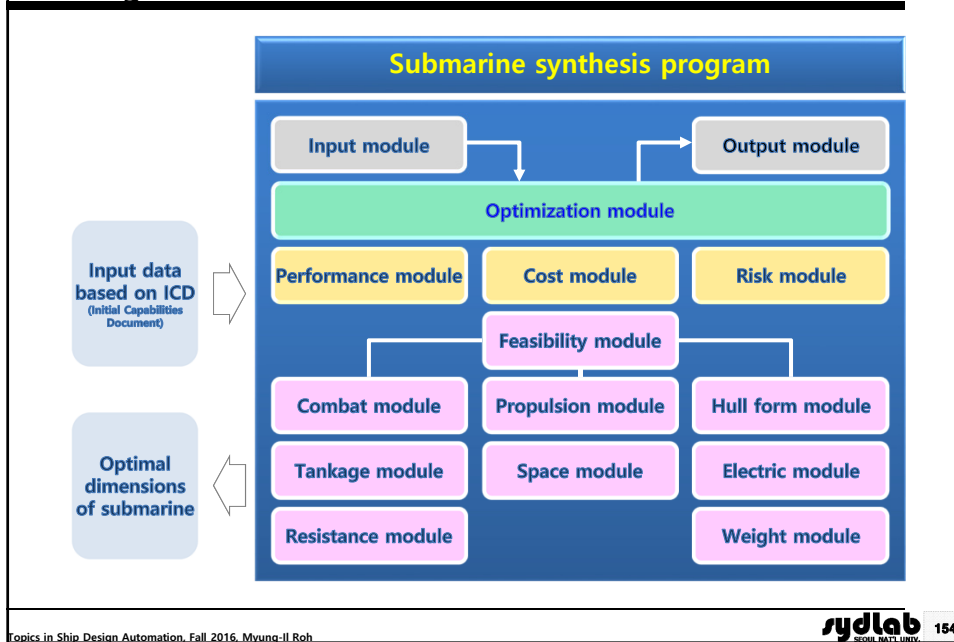 Submarine synthesis program
Input module
Output module
Optimization module
Performance module
Cost module
Risk module
Feasibility module
Combat module
Propulsion module
Hull form module
Tankage module
Space module
Electric module
Resistance module
Weight module
Input data
based on ICD
(Initial Capabilities
Document)
Optimal
dimensions
of submarine
Topics in Ship Design Automation, Fall 2016, Myung-Il Roh
sydlab
SEOUL NAT'L UNIV.
154